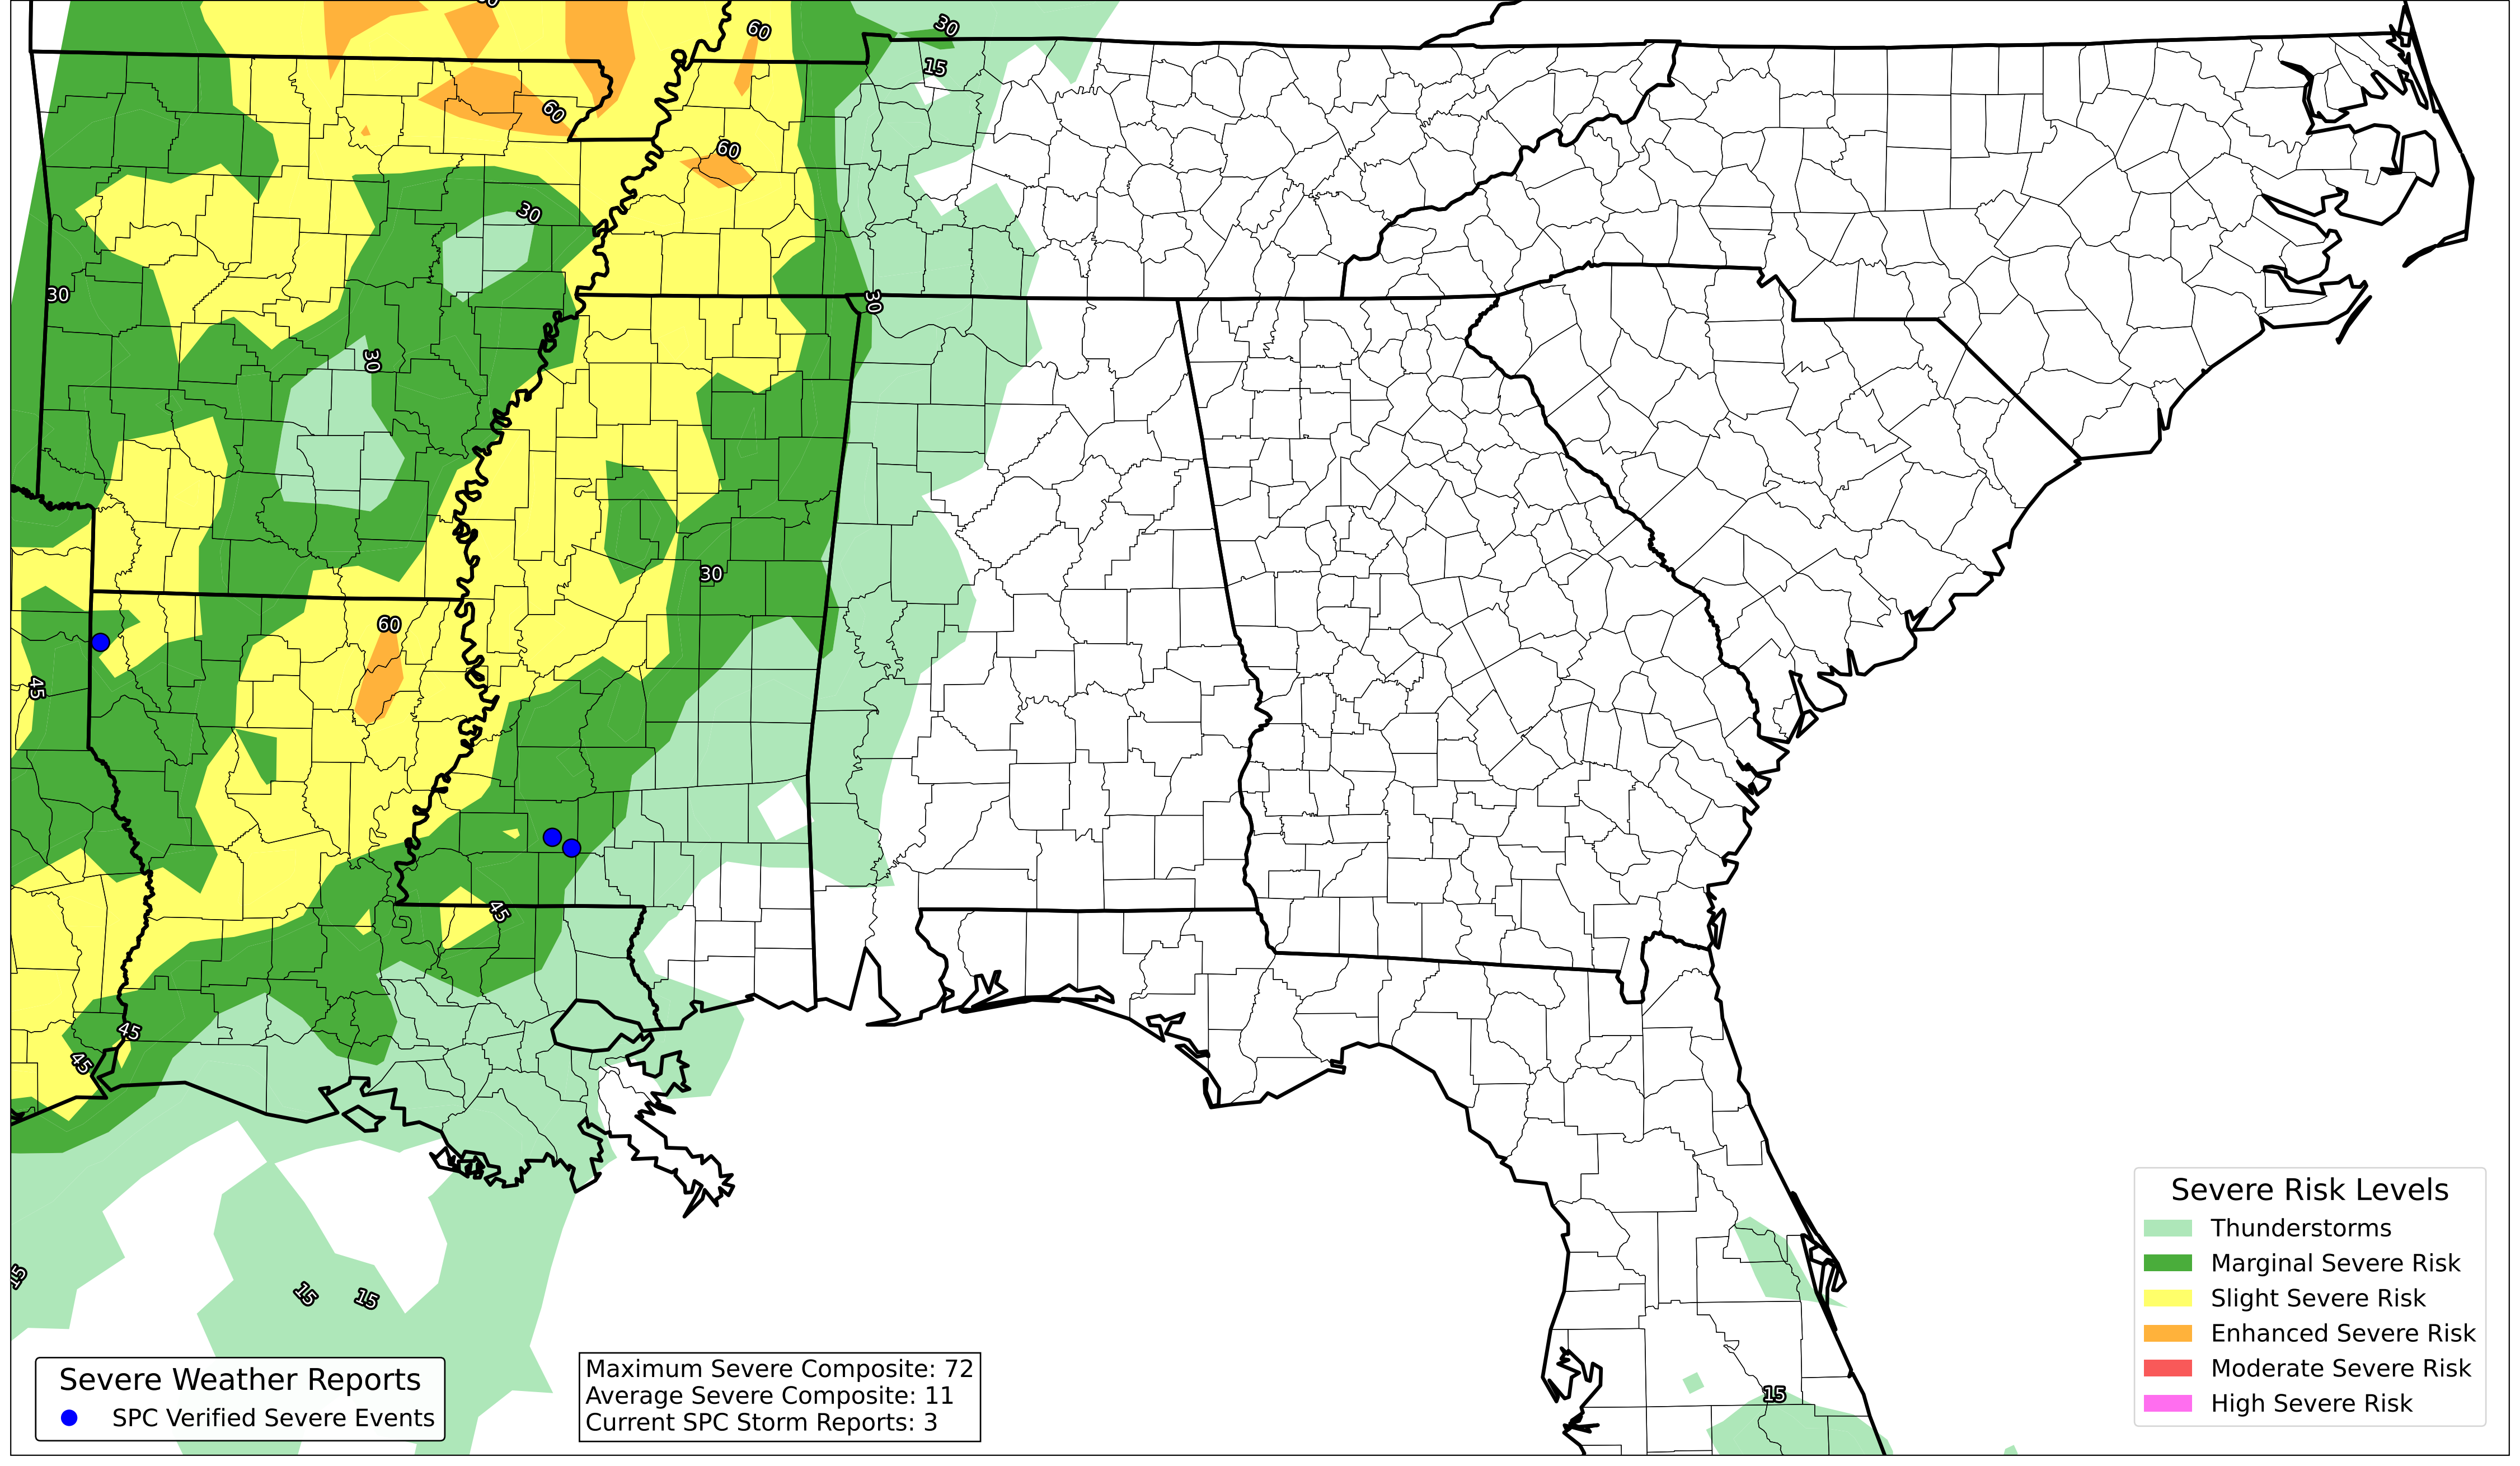 60
30
15
60
60
30
30
30
30
30
60
45
45
45
45
15
15
15
15
Severe Risk Levels
Thunderstorms
Marginal Severe Risk
Slight Severe Risk
Enhanced Severe Risk
Moderate Severe Risk
High Severe Risk
Severe Weather Reports
SPC Verified Severe Events
Maximum Severe Composite: 72
Average Severe Composite: 11
Current SPC Storm Reports: 3